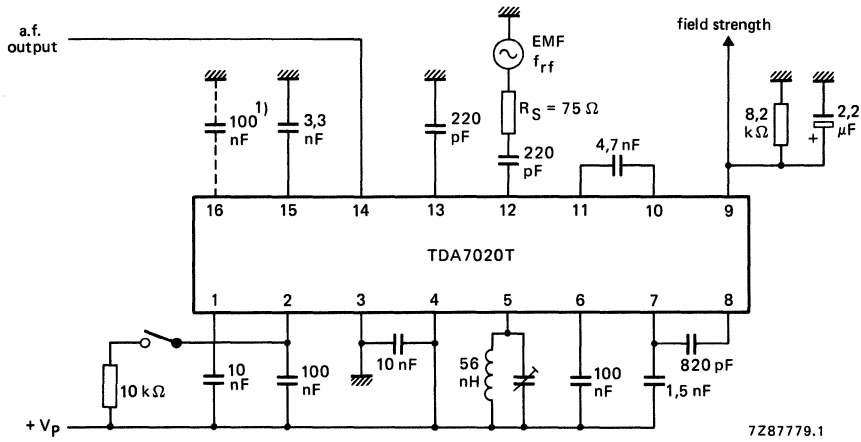 a.f.
output
EMF
f rf
field strength
100 1)
nF
3,3
nF
220
pF
R S = 75 Ω
220
pF
4,7 nF
8,2
kΩ
2,2
μF
+
16 15 14 13 12 11 10 9
TDA7020T
1 2 3 4 5 6 7 8
10 kΩ
10
nF
100
nF
10 nF
56
nH
100
nF
820 pF
1,5 nF
+ V P
7Z87779.1